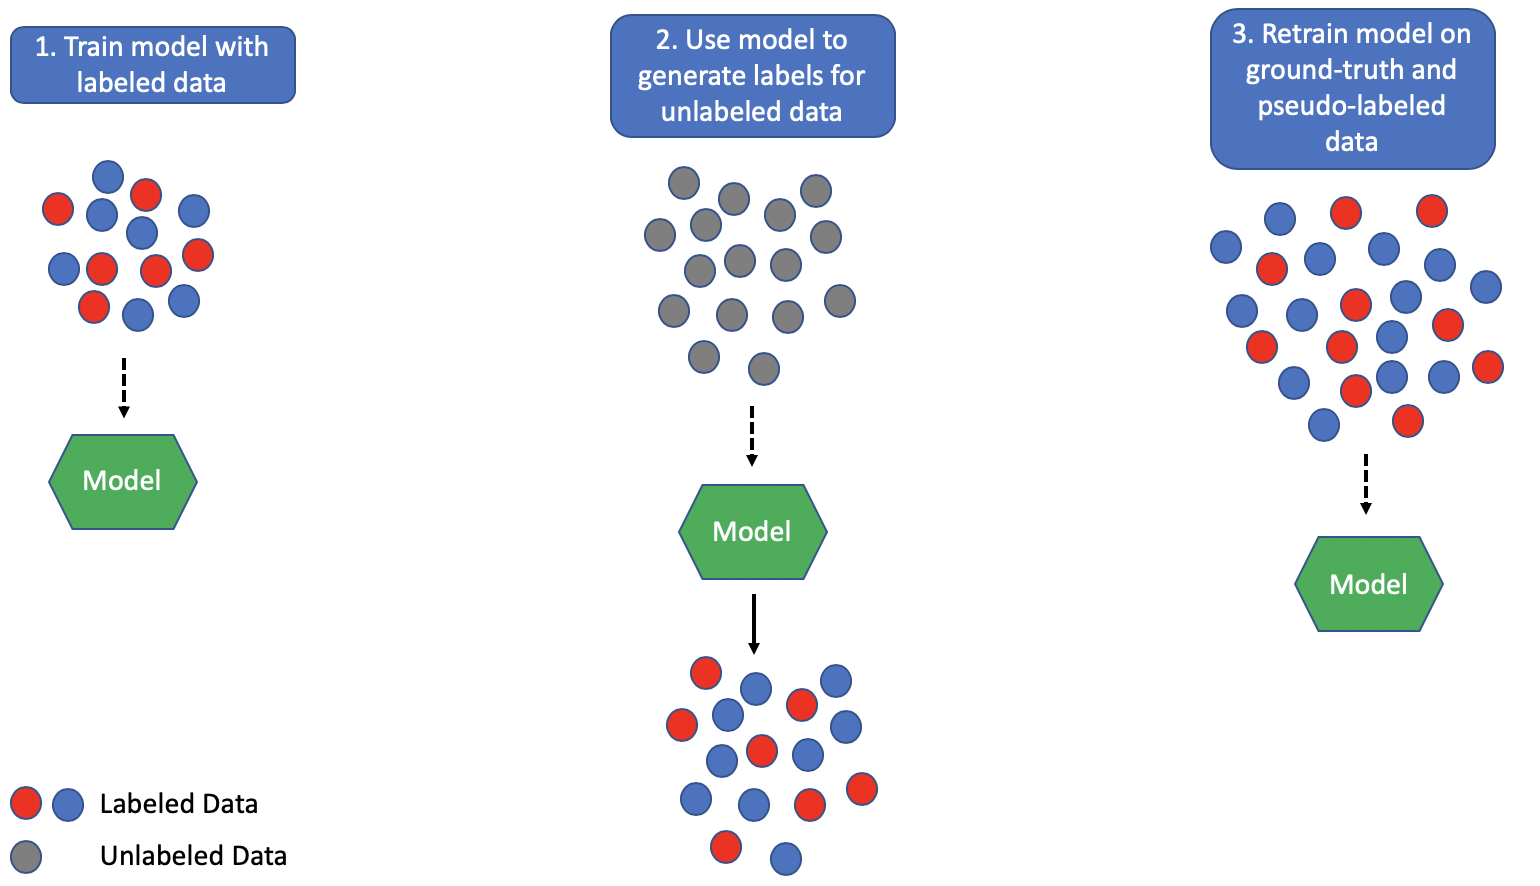 1. Train model with
labeled data
2. Use model to
generate labels for
unlabeled data
3. Retrain model on
ground-truth and
pseudo-labeled
data
Model
Model
Model
Labeled Data
Unlabeled Data